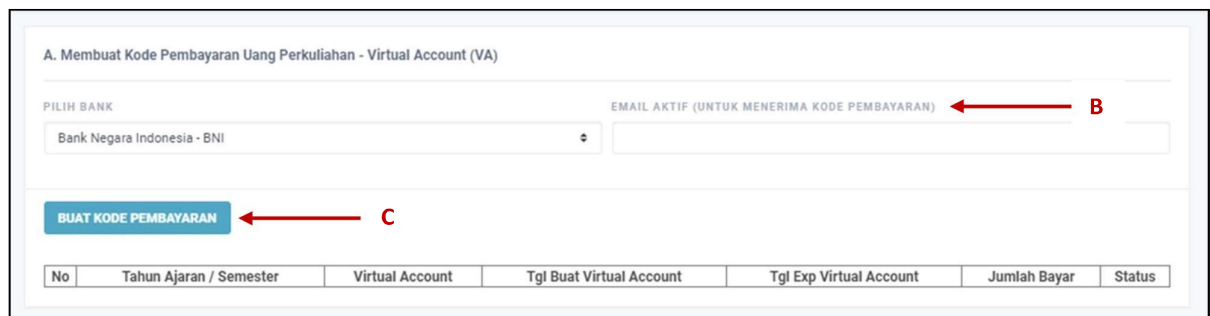 A. Membuat Kode Pembayaran Uang Perkuliahan - Virtual Account (VA)
PILIH BANK
EMAIL AKTIF (UNTUK MENERIMA KODE PEMBAYARAN)
B
Bank Negara Indonesia - BNI
BUAT KODE PEMBAYARAN
C
No Tahun Ajaran / Semester Virtual Account Tgl Buat Virtual Account Tgl Exp Virtual Account Jumlah Bayar Status